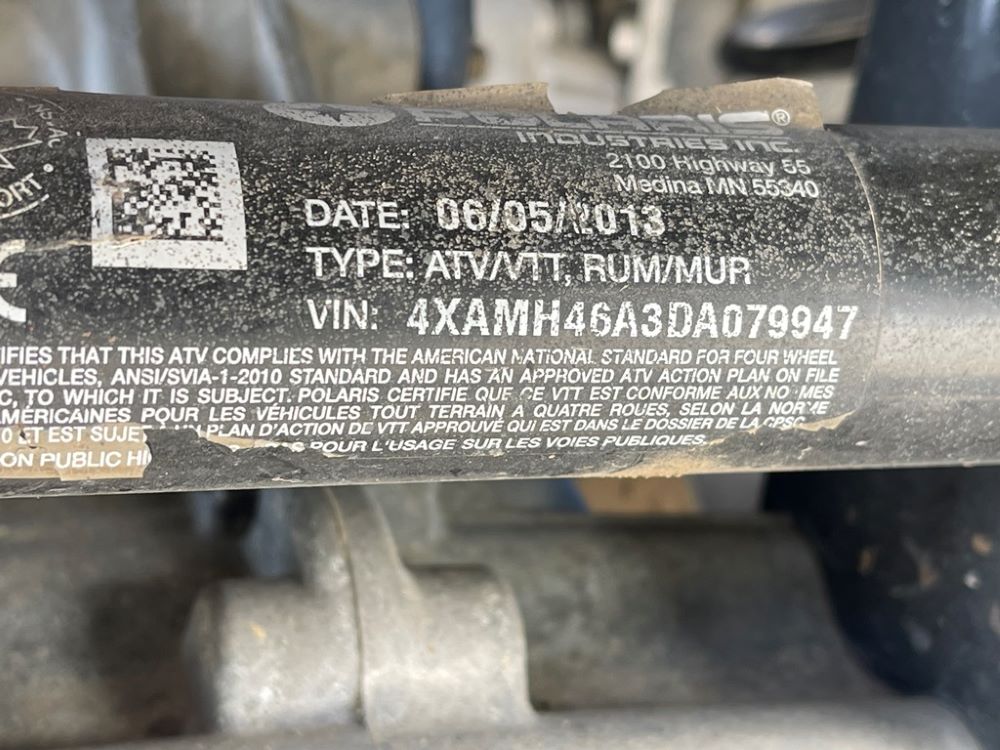 POLARIS®
INDUSTRIES INC.
2100 Highway 55
Medina MN 55340
DATE: 06/05/2013
TYPE: ATV/VTT, RUM/MUR
VIN: 4XAMH46A3DA079947
IFIES THAT THIS ATV COMPLIES WITH THE AMERICAN NATIONAL STANDARD FOR FOUR WHEEL
VEHICLES, ANSI/SVIA-1-2010 STANDARD AND HAS AN APPROVED ATV ACTION PLAN ON FILE
C, TO WHICH IT IS SUBJECT. POLARIS CERTIFIE QUE CE VTT EST CONFORME AUX NORMES
AMÉRICAINES POUR LES VÉHICULES TOUT TERRAIN A QUATRE ROUES, SELON LA NORME
0 ET EST SUJET UN PLAN D'ACTION DE VTT APPROUVÉ QUI EST DANS LE DOSSIER DE LA CPSC
POUR L'USAGE SUR LES VOIES PUBLIQUES.
ON PUBLIC HI
ORT